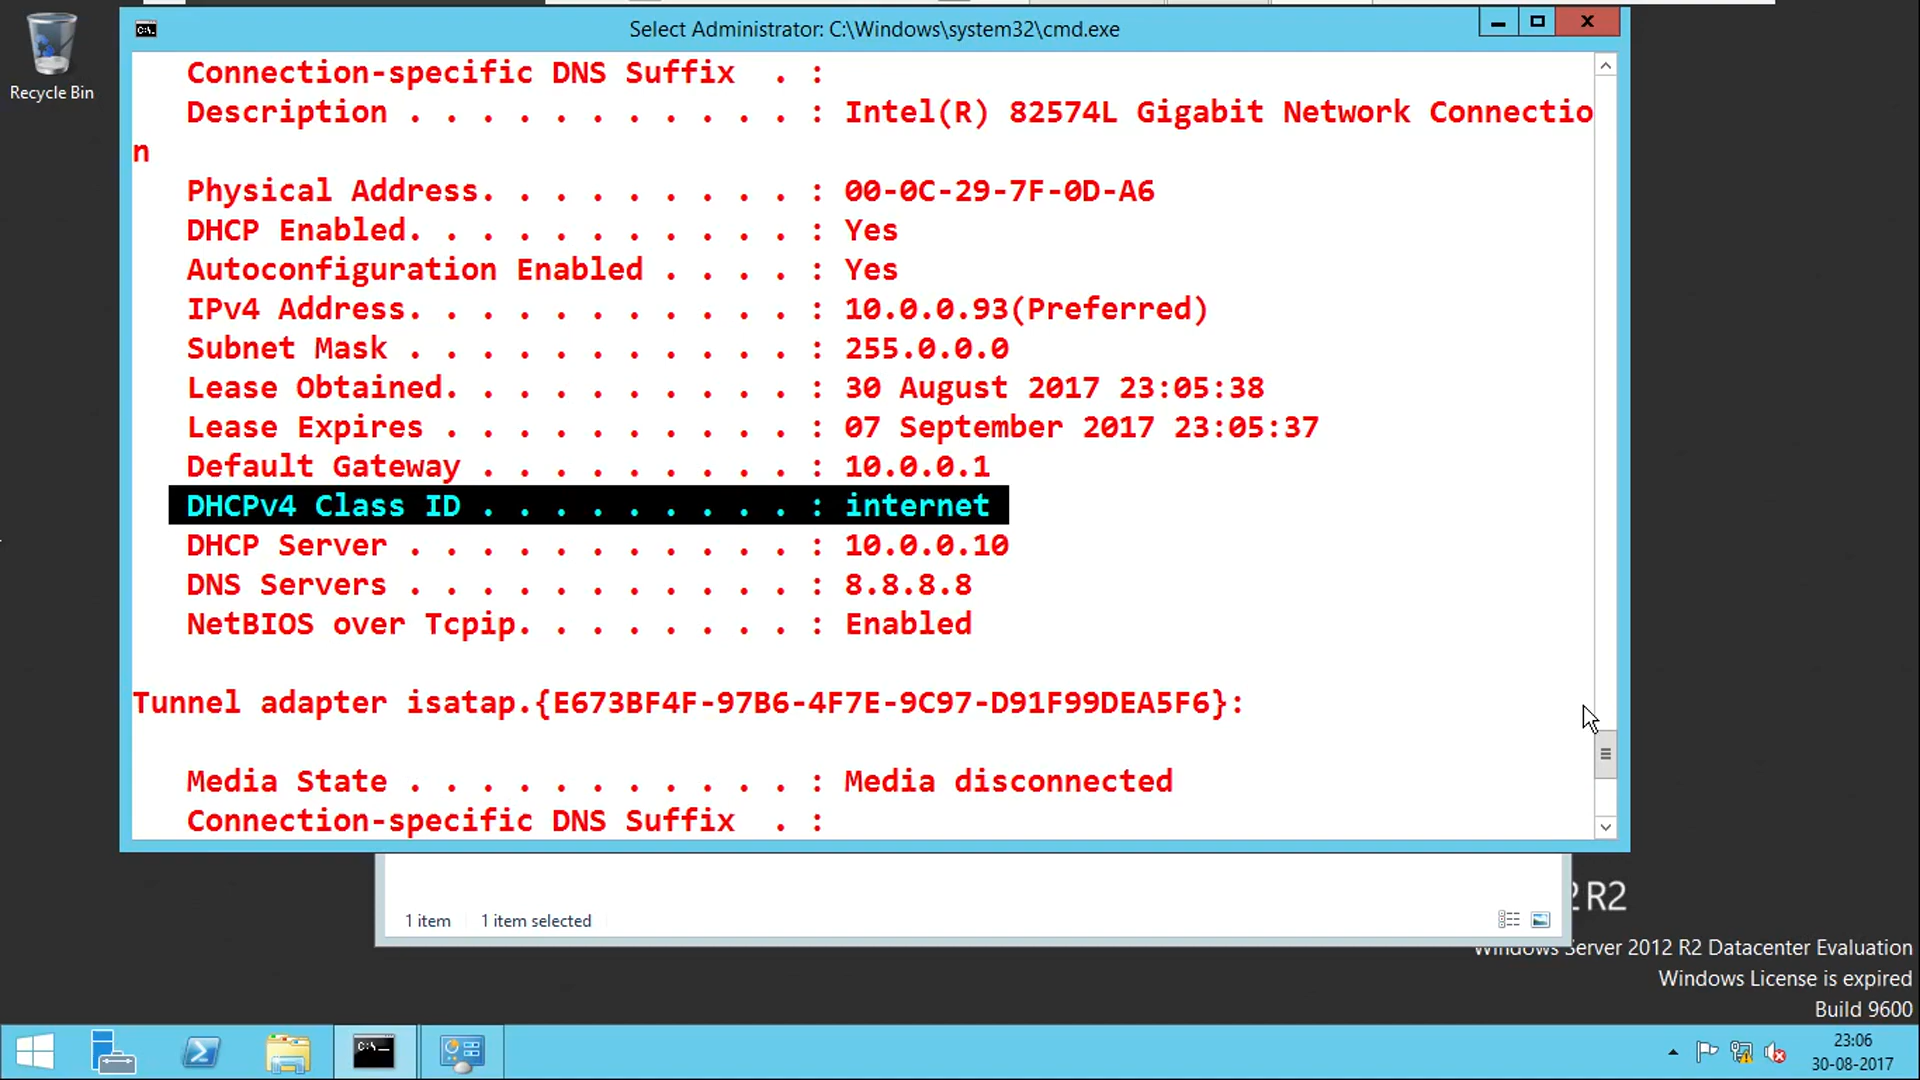 Recycle Bin
Select Administrator: C:\Windows\system32\cmd.exe
Connection-specific DNS Suffix  . :
Description . . . . . . . . . . . : Intel(R) 82574L Gigabit Network Connectio
n
Physical Address. . . . . . . . . : 00-0C-29-7F-0D-A6
DHCP Enabled. . . . . . . . . . . : Yes
Autoconfiguration Enabled . . . . : Yes
IPv4 Address. . . . . . . . . . . : 10.0.0.93(Preferred)
Subnet Mask . . . . . . . . . . . : 255.0.0.0
Lease Obtained. . . . . . . . . . : 30 August 2017 23:05:38
Lease Expires . . . . . . . . . . : 07 September 2017 23:05:37
Default Gateway . . . . . . . . . : 10.0.0.1
DHCPv4 Class ID . . . . . . . . . : internet
DHCP Server . . . . . . . . . . . : 10.0.0.10
DNS Servers . . . . . . . . . . . : 8.8.8.8
NetBIOS over Tcpip. . . . . . . . : Enabled
Tunnel adapter isatap.{E673BF4F-97B6-4F7E-9C97-D91F99DEA5F6}:
Media State . . . . . . . . . . . : Media disconnected
Connection-specific DNS Suffix  . :
1 item 1 item selected
R2
Windows Server 2012 R2 Datacenter Evaluation
Windows License is expired
Build 9600
23:06
30-08-2017